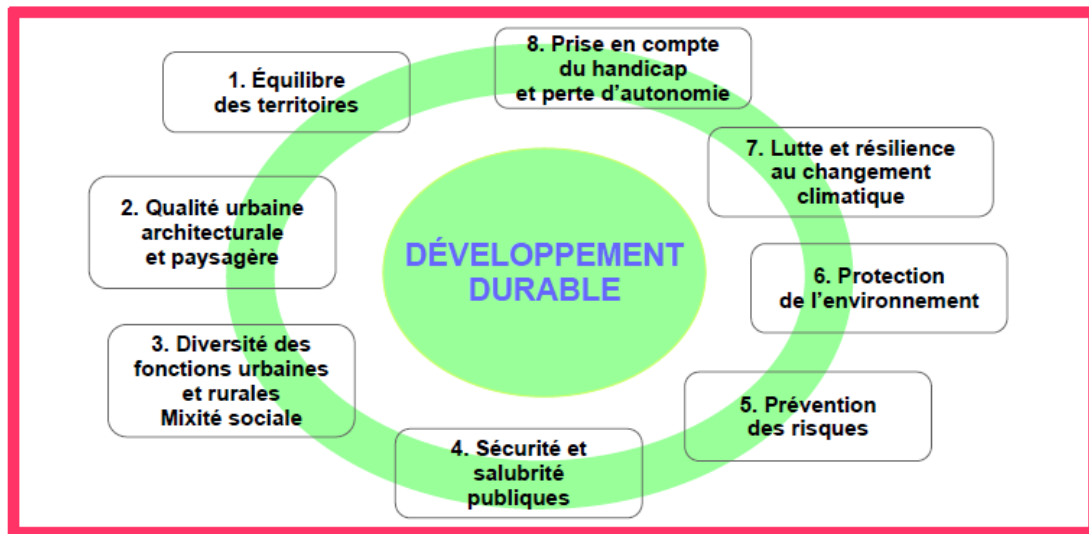 8. Prise en compte
du handicap
et perte d'autonomie
1. Équilibre
des territoires
7. Lutte et résilience
au changement
climatique
2. Qualité urbaine
architecturale
et paysagère
DÉVELOPPEMENT
DURABLE
6. Protection
de l'environnement
3. Diversité des
fonctions urbaines
et rurales
Mixité sociale
5. Prévention
des risques
4. Sécurité et
salubrité
publiques